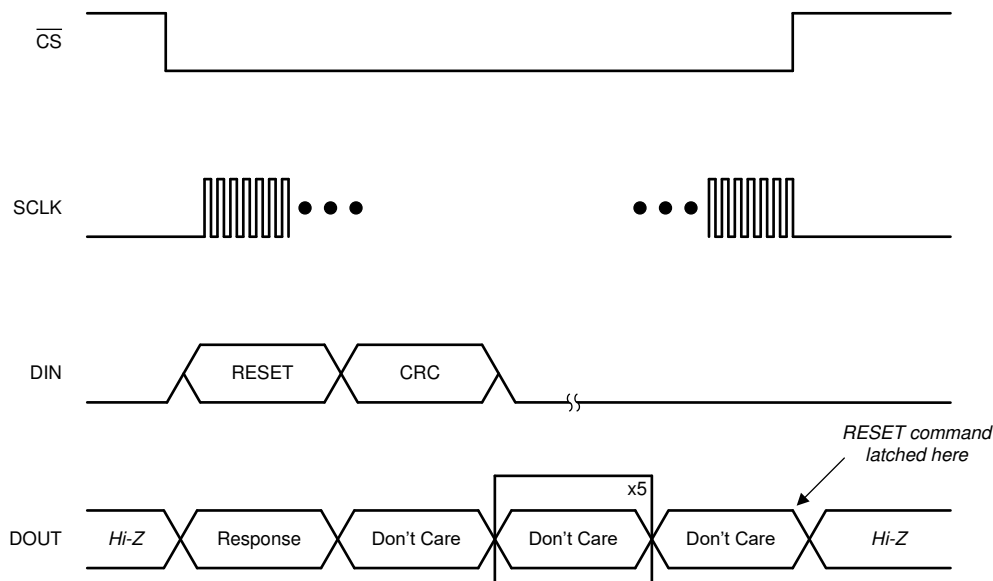 CS
SCLK
DIN
RESET
CRC
RESET command
latched here
x5
DOUT
Hi-Z
Response
Don't Care
Don't Care
Don't Care
Hi-Z